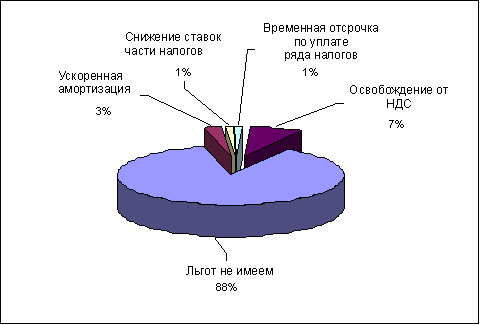 Снижение ставок
части налогов
1%
Временная отсрочка
по уплате
ряда налогов
1%
Ускоренная
амортизация
3%
Освобождение от
НДС
7%
Льгот не имеем
88%